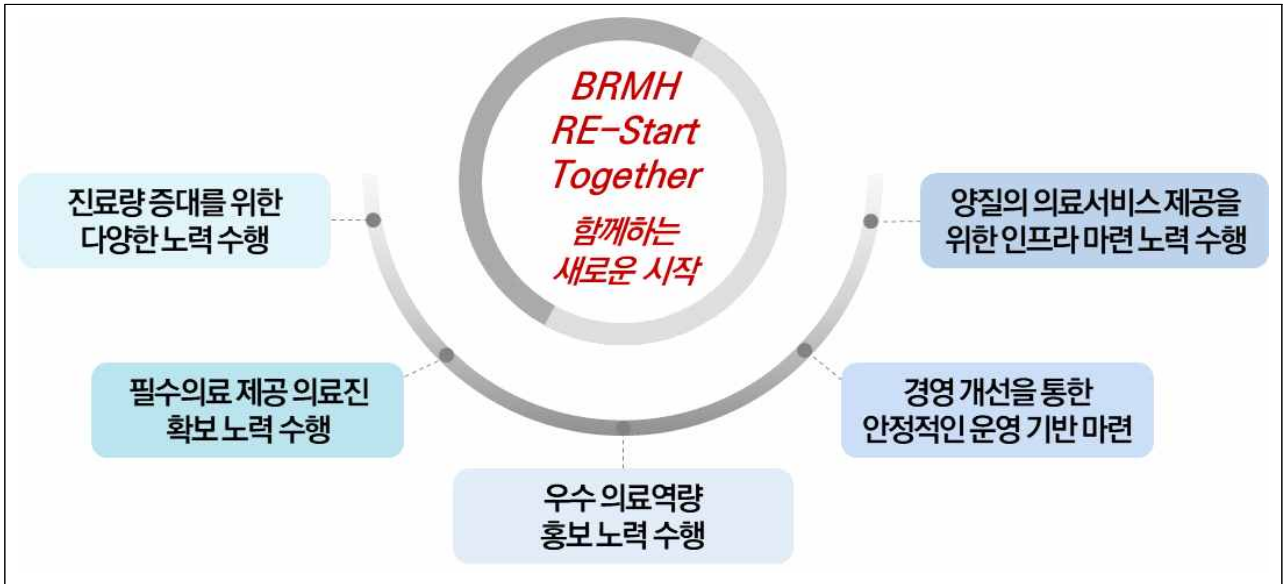 BRMH
RE-Start
Together
함께하는
새로운 시작
진료량 증대를 위한
다양한 노력 수행
필수의료 제공 의료진
확보 노력 수행
우수 의료역량
홍보 노력 수행
경영 개선을 통한
안정적인 운영 기반 마련
양질의 의료서비스 제공을
위한 인프라 마련 노력 수행